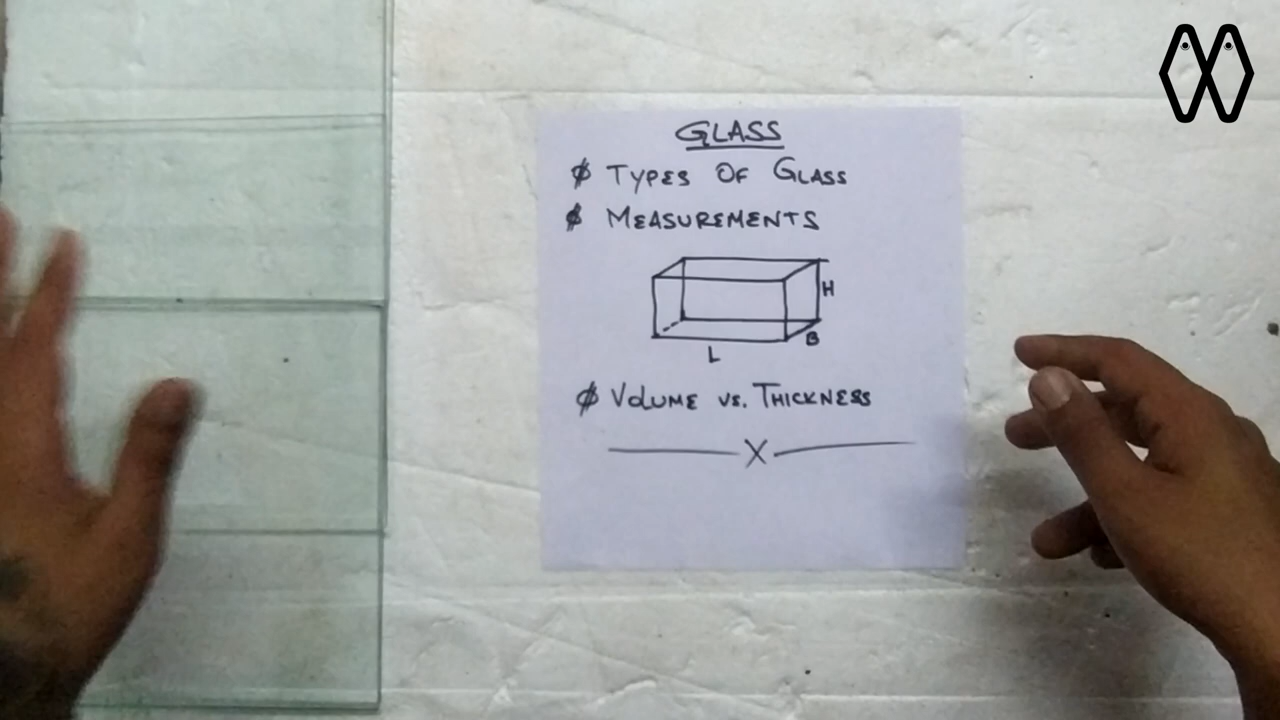 GLASS
TYPES OF GLASS
MEASUREMENTS
H
B
L
VOLUME VS. THICKNESS
X